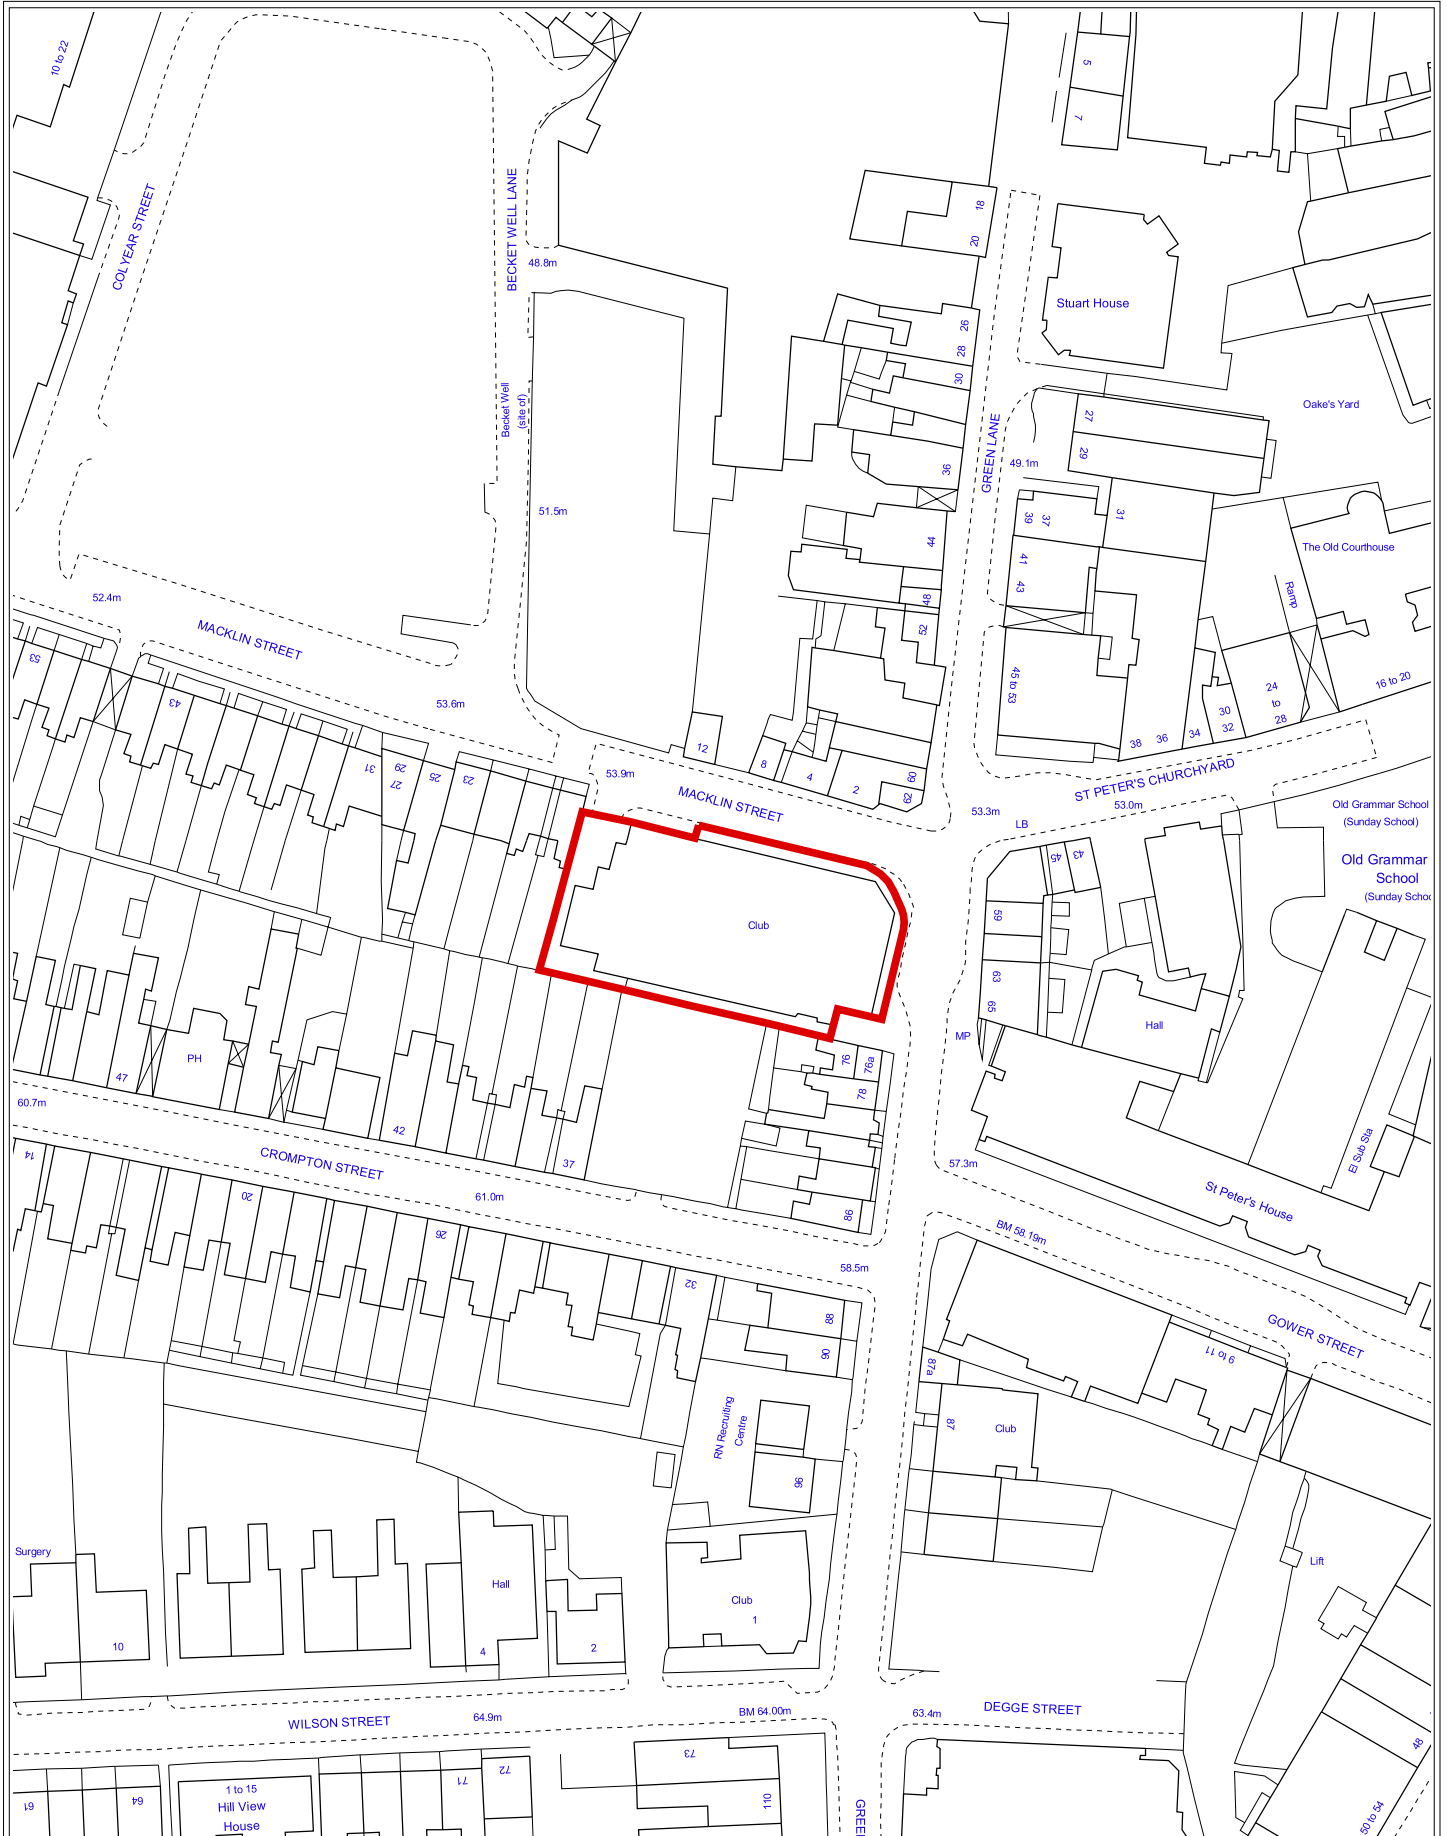 10 to 22
5
7
COLYEAR STREET
BECKET WELL LANE
18
20
48.8m
Stuart House
26
28
30
Becket Well
(site of)
Oake's Yard
27
29
GREEN LANE
36
49.1m
51.5m
39
37
31
44
The Old Courthouse
41
43
Ramp
52.4m
48
52
MACKLIN STREET
53
45 to 53
16 to 20
24
to
28
43
53.6m
30
32
34
36
38
12
8
4
2
60
62
31
29
27
25
23
53.9m
MACKLIN STREET
ST PETER'S CHURCHYARD
53.3m
53.0m
LB
Old Grammar School
(Sunday School)
45
43
Old Grammar
School
59
Club
63
65
Hall
MP
PH
47
76
76a
78
60.7m
42
37
CROMPTON STREET
57.3m
El Sub Sta
14
20
61.0m
St Peter's House
26
86
BM 58.19m
58.5m
32
88
90
GOWER STREET
9 to 11
87a
87
Club
RN Recruiting
Centre
96
Surgery
Hall
Lift
Club
1
10
4
2
WILSON STREET
64.9m
BM 64.00m
63.4m
DEGGE STREET
48
73
72
71
1 to 15
Hill View
House
61
64
110
50 to 54